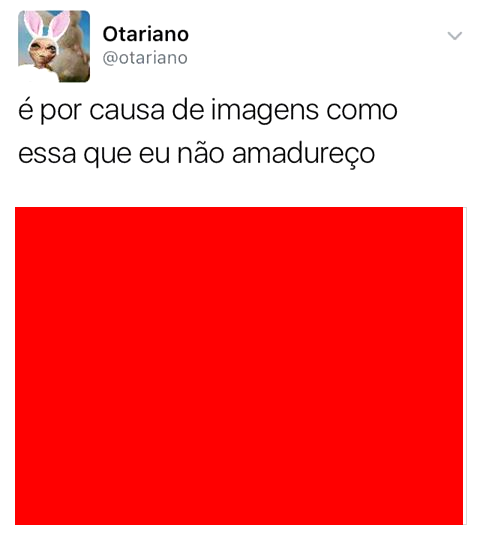 Otariano
@otariano
é por causa de imagens como
essa que eu não amadureço